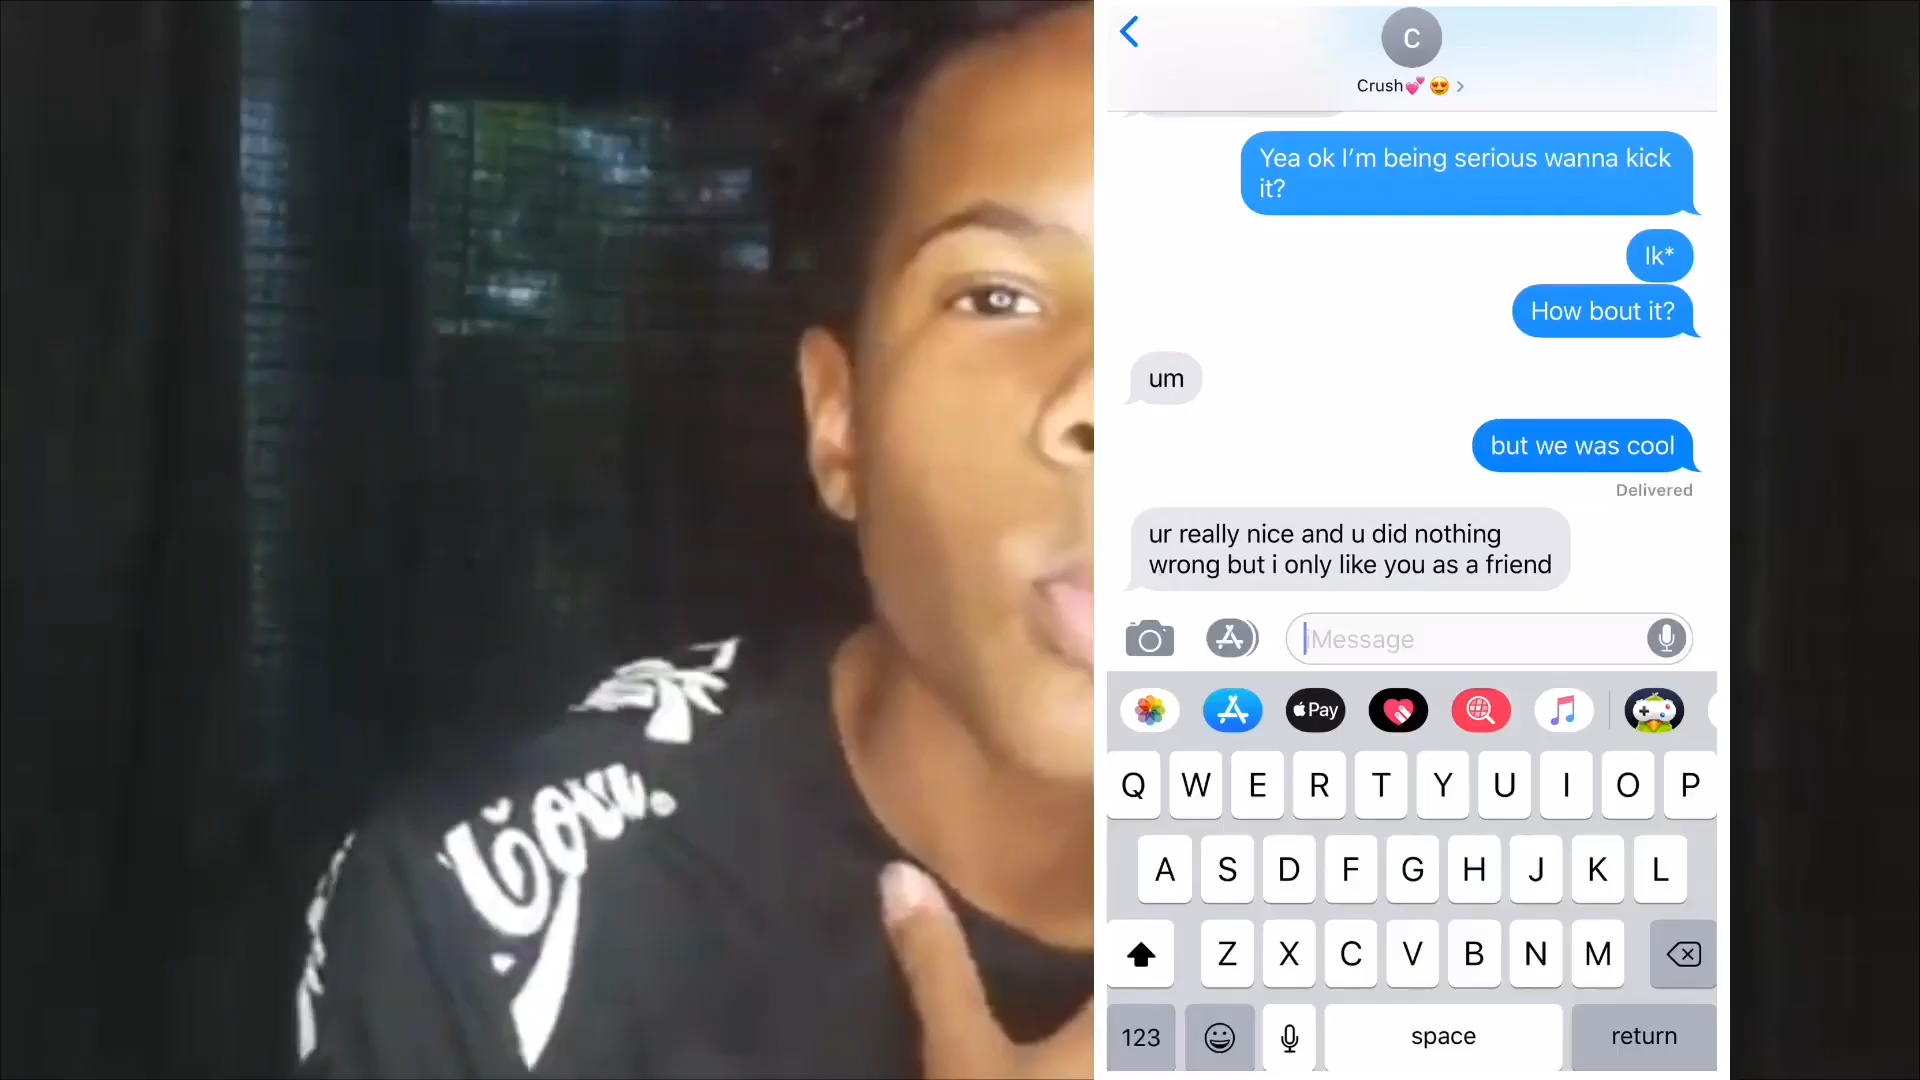 C
Crush💕 😍 >
Yea ok I'm being serious wanna kick
it?
Ik*
How bout it?
um
but we was cool
Delivered
ur really nice and u did nothing
wrong but i only like you as a friend
iMessage
Pay
Q W E R T Y U I O P
A S D F G H J K L
Z X C V B N M
123 space return